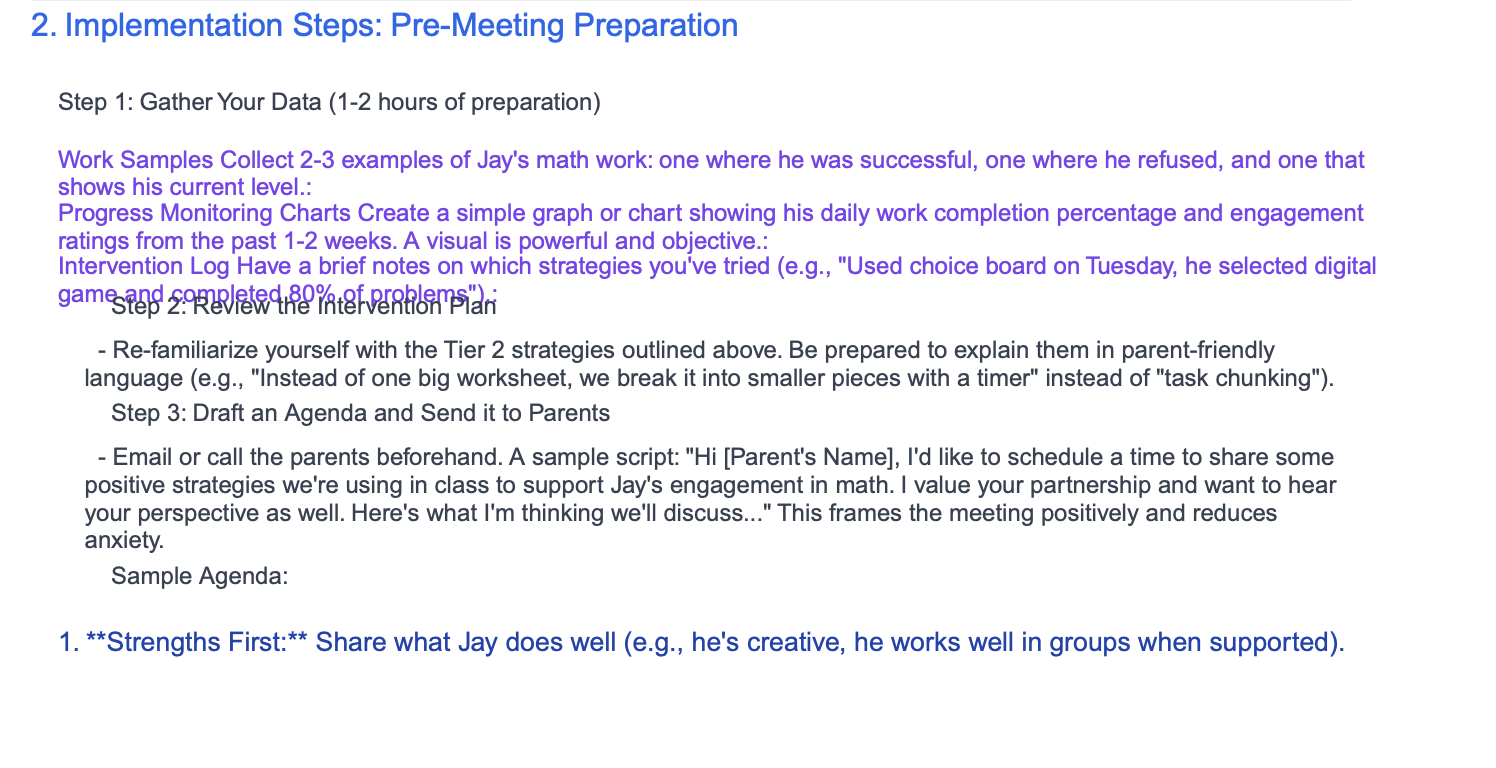 2. Implementation Steps: Pre-Meeting Preparation
Step 1: Gather Your Data (1-2 hours of preparation)
Work Samples Collect 2-3 examples of Jay's math work: one where he was successful, one where he refused, and one that
shows his current level.:
Progress Monitoring Charts Create a simple graph or chart showing his daily work completion percentage and engagement
ratings from the past 1-2 weeks. A visual is powerful and objective.:
Intervention Log Have a brief notes on which strategies you've tried (e.g., "Used choice board on Tuesday, he selected digital
game and completed 80% of problems").:
Step 2: Review the Intervention Plan
- Re-familiarize yourself with the Tier 2 strategies outlined above. Be prepared to explain them in parent-friendly
language (e.g., "Instead of one big worksheet, we break it into smaller pieces with a timer" instead of "task chunking").
Step 3: Draft an Agenda and Send it to Parents
- Email or call the parents beforehand. A sample script: "Hi [Parent's Name], I'd like to schedule a time to share some
positive strategies we're using in class to support Jay's engagement in math. I value your partnership and want to hear
your perspective as well. Here's what I'm thinking we'll discuss..." This frames the meeting positively and reduces
anxiety.
Sample Agenda:
1. **Strengths First:** Share what Jay does well (e.g., he's creative, he works well in groups when supported).